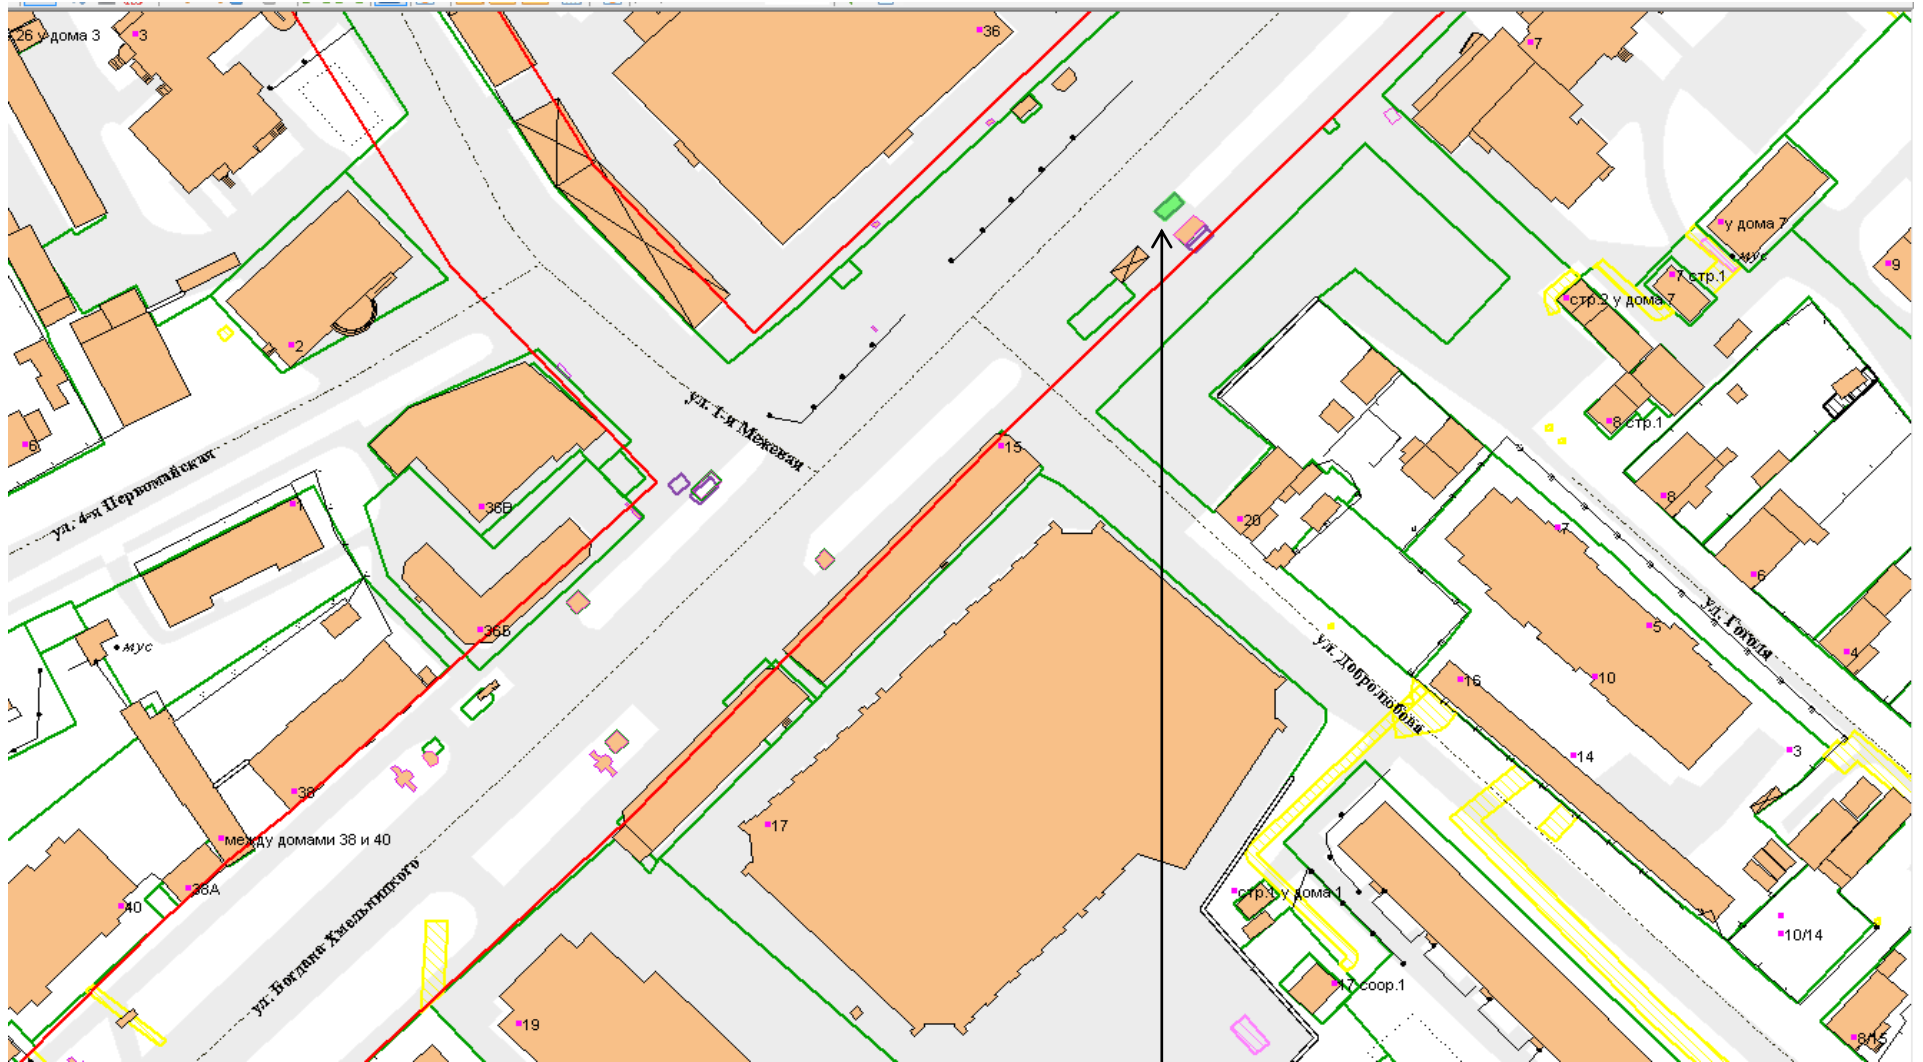 26 у дома 3
3
36
7
у дома 7
мус
7 стр.1
9
стр.2 у дома 7
2
ул. 1-я Межевая
8 стр.1
6
15
ул. 4-я Первомайская
1
36В
20
8
7
6
36Б
мус
ул. Гоголя
5
4
ул. Добролюбова
16
10
3
14
38
17
между домами 38 и 40
38А
40
ул. Богдана Хмельницкого
стр.1 у дома 1
10/14
17 соор.1
19
8/15